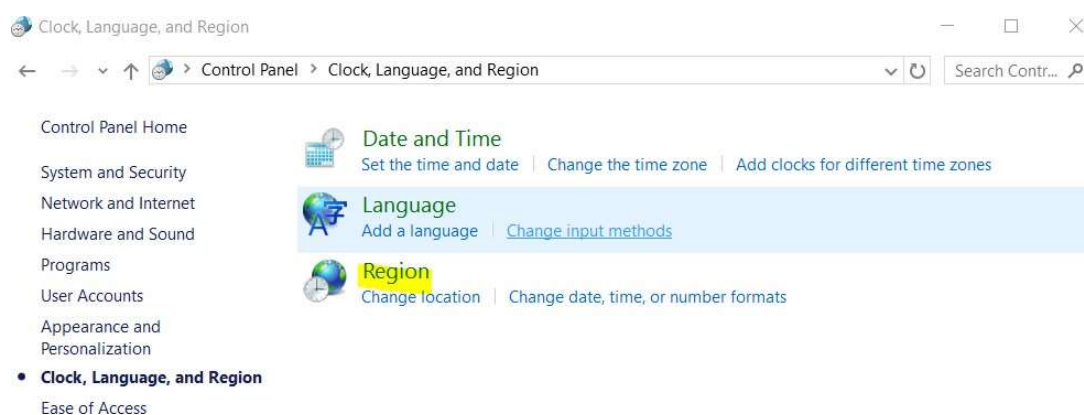 Clock, Language, and Region
Control Panel > Clock, Language, and Region
Search Contr...
Control Panel Home
System and Security
Network and Internet
Hardware and Sound
Programs
User Accounts
Appearance and
Personalization
Clock, Language, and Region
Ease of Access
Date and Time
Set the time and date | Change the time zone | Add clocks for different time zones
Language
Add a language | Change input methods
Region
Change location | Change date, time, or number formats